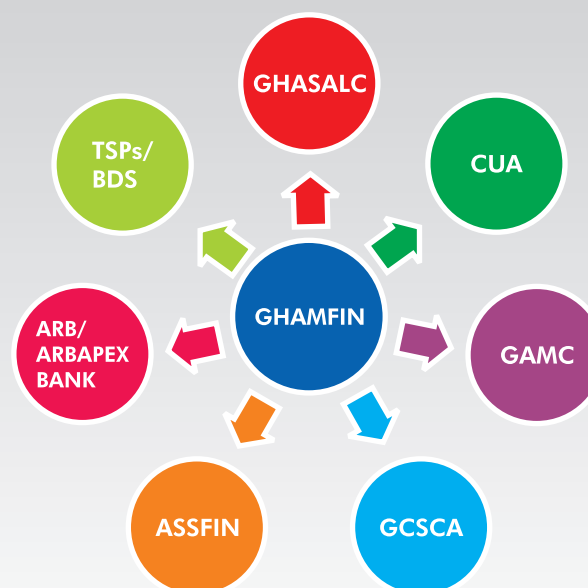 GHASALC
TSPs/
BDS
CUA
GHAMFIN
ARB/
ARBAPEX
BANK
GAMC
ASSFIN
GCSCA